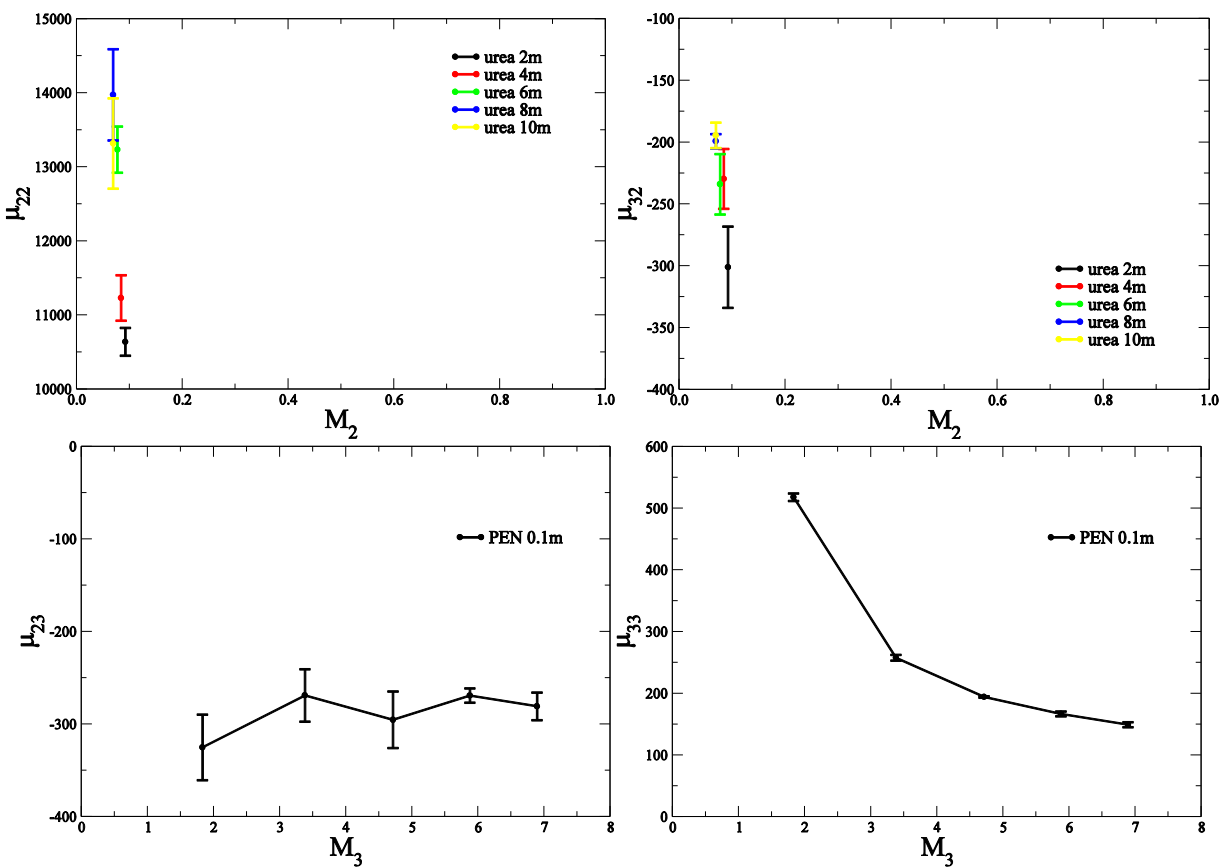 15000
14000
13000
12000
11000
10000
μ22
0.0 0.2 0.4 0.6 0.8 1.0
M2
urea 2m
urea 4m
urea 6m
urea 8m
urea 10m
-100
-150
-200
-250
-300
-350
-400
μ32
0.0 0.2 0.4 0.6 0.8 1.0
M2
urea 2m
urea 4m
urea 6m
urea 8m
urea 10m
0
-100
-200
-300
-400
μ23
0 1 2 3 4 5 6 7 8
M3
PEN 0.1m
600
500
400
300
200
100
0
μ33
0 1 2 3 4 5 6 7 8
M3
PEN 0.1m